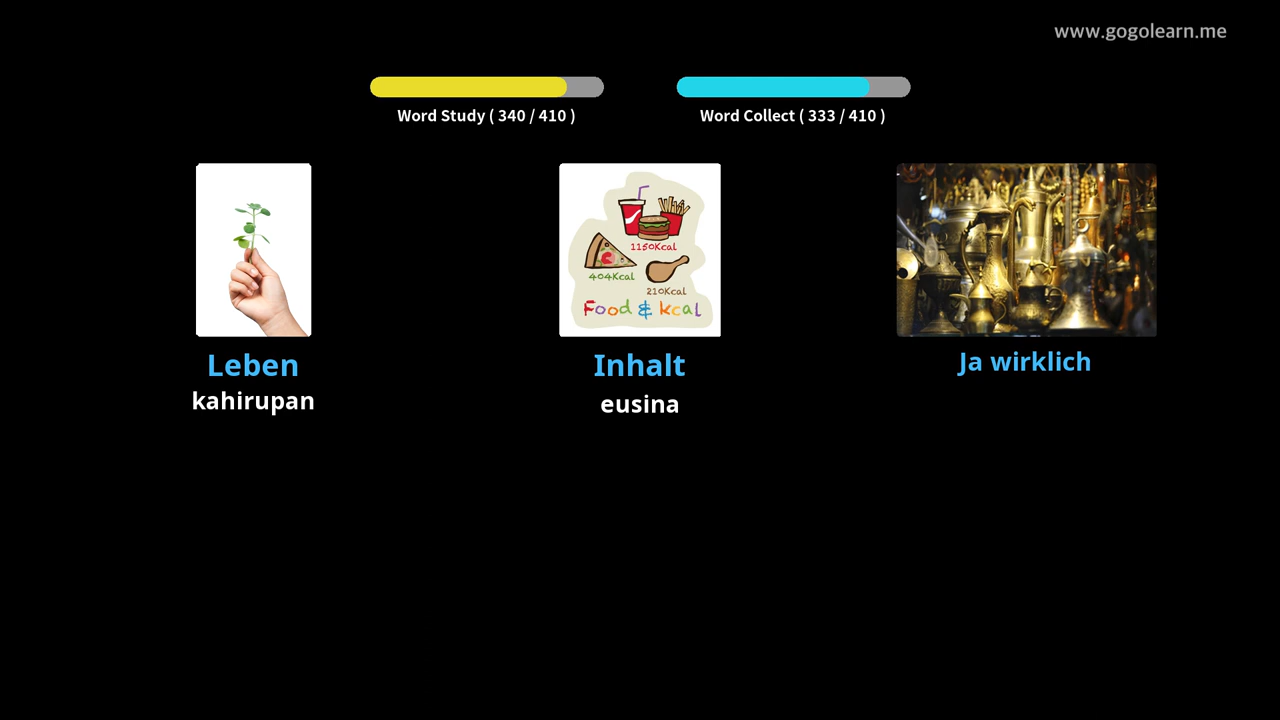 www.gogolearn.me
Word Study ( 340 / 410 )
Word Collect ( 333 / 410 )
1150Kcal
404Kcal
210Kcal
Food & kcal
Leben
Inhalt
Ja wirklich
kahirupan
eusina